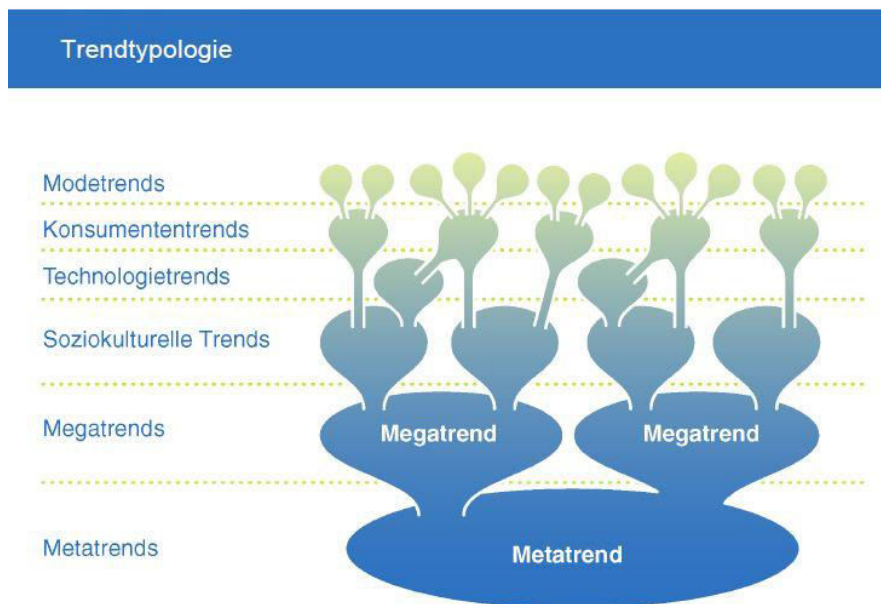 Trendtypologie
Modetrends
Konsumententrends
Technologietrends
Soziokulturelle Trends
Megatrends
Megatrend
Megatrend
Metatrends
Metatrend